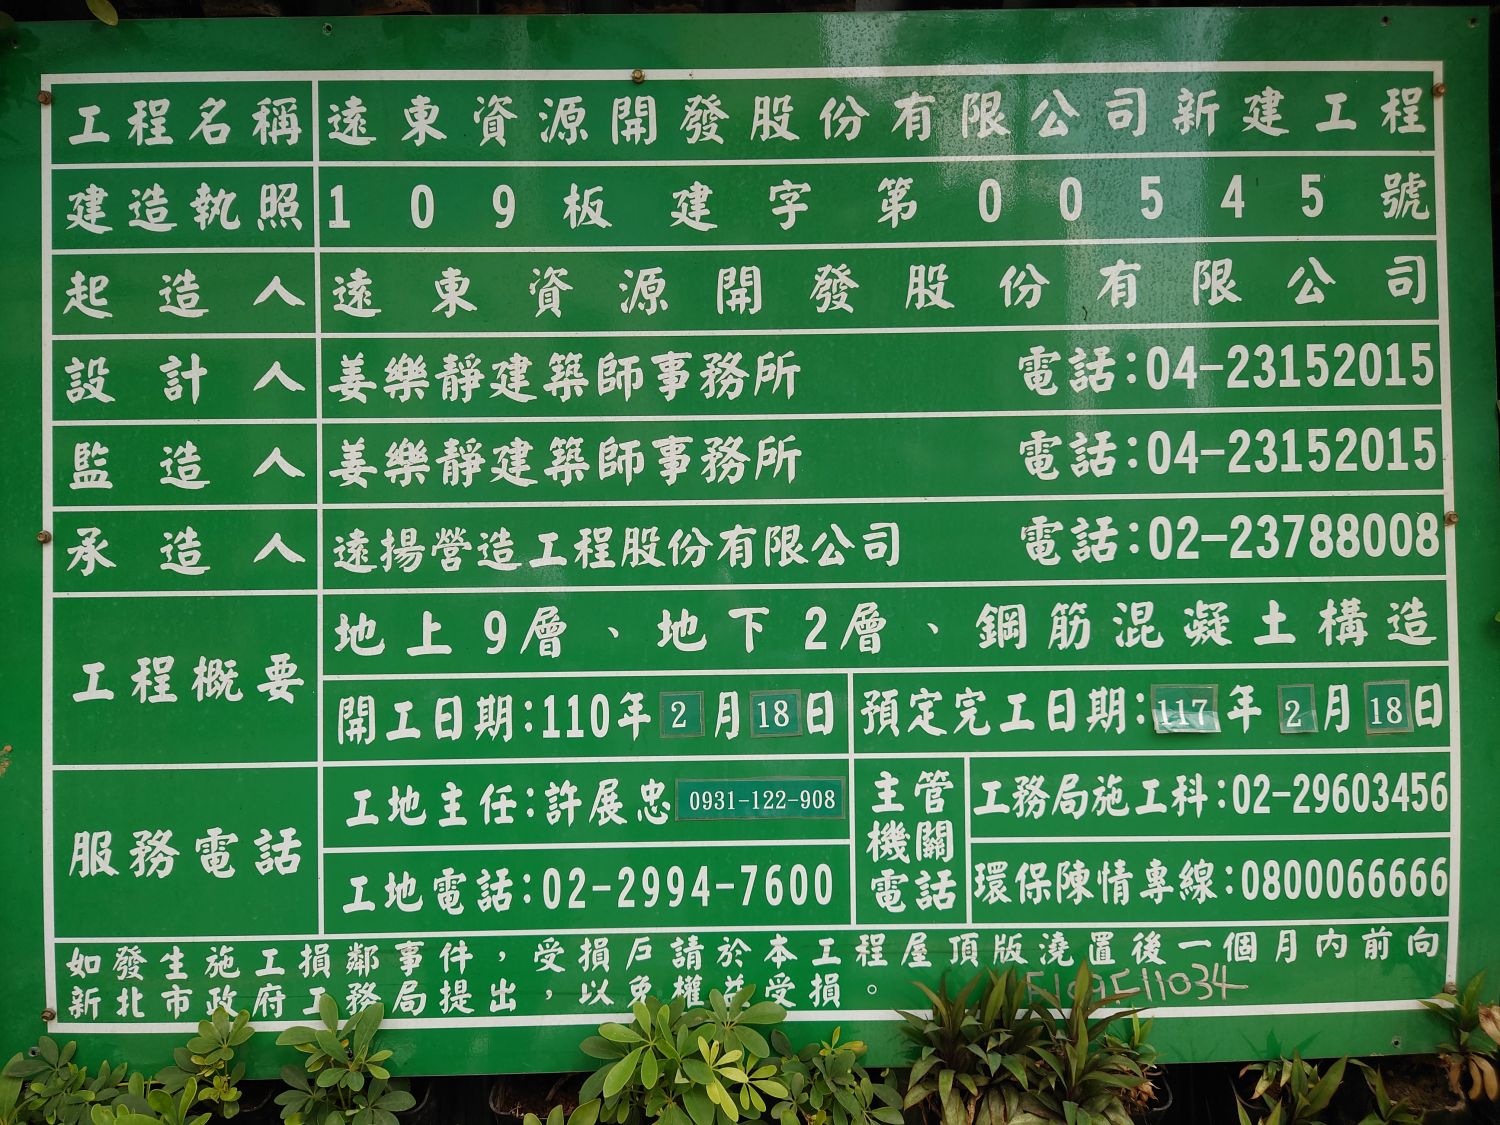 工程名稱 遠東資源開發股份有限公司新建工程
建造執照 109板建字第00545號
起造人 遠東資源開發股份有限公司
設計人 姜樂靜建築師事務所 電話:04-23152015
監造人 姜樂靜建築師事務所 電話:04-23152015
承造人 遠揚營造工程股份有限公司 電話:02-23788008
工程概要 地上9層、地下2層、鋼筋混凝土構造
開工日期:110年2月18日 預定完工日期:117年2月18日
服務電話 工地主任:許展忠 0931-122-908
工地電話:02-2994-7600
主管機關電話 工務局施工科:02-29603456
環保陳情專線:0800066666
如發生施工損鄰事件,受損戶請於本工程屋頂版澆置後一個月內前向
新北市政府工務局提出,以免權益受損。